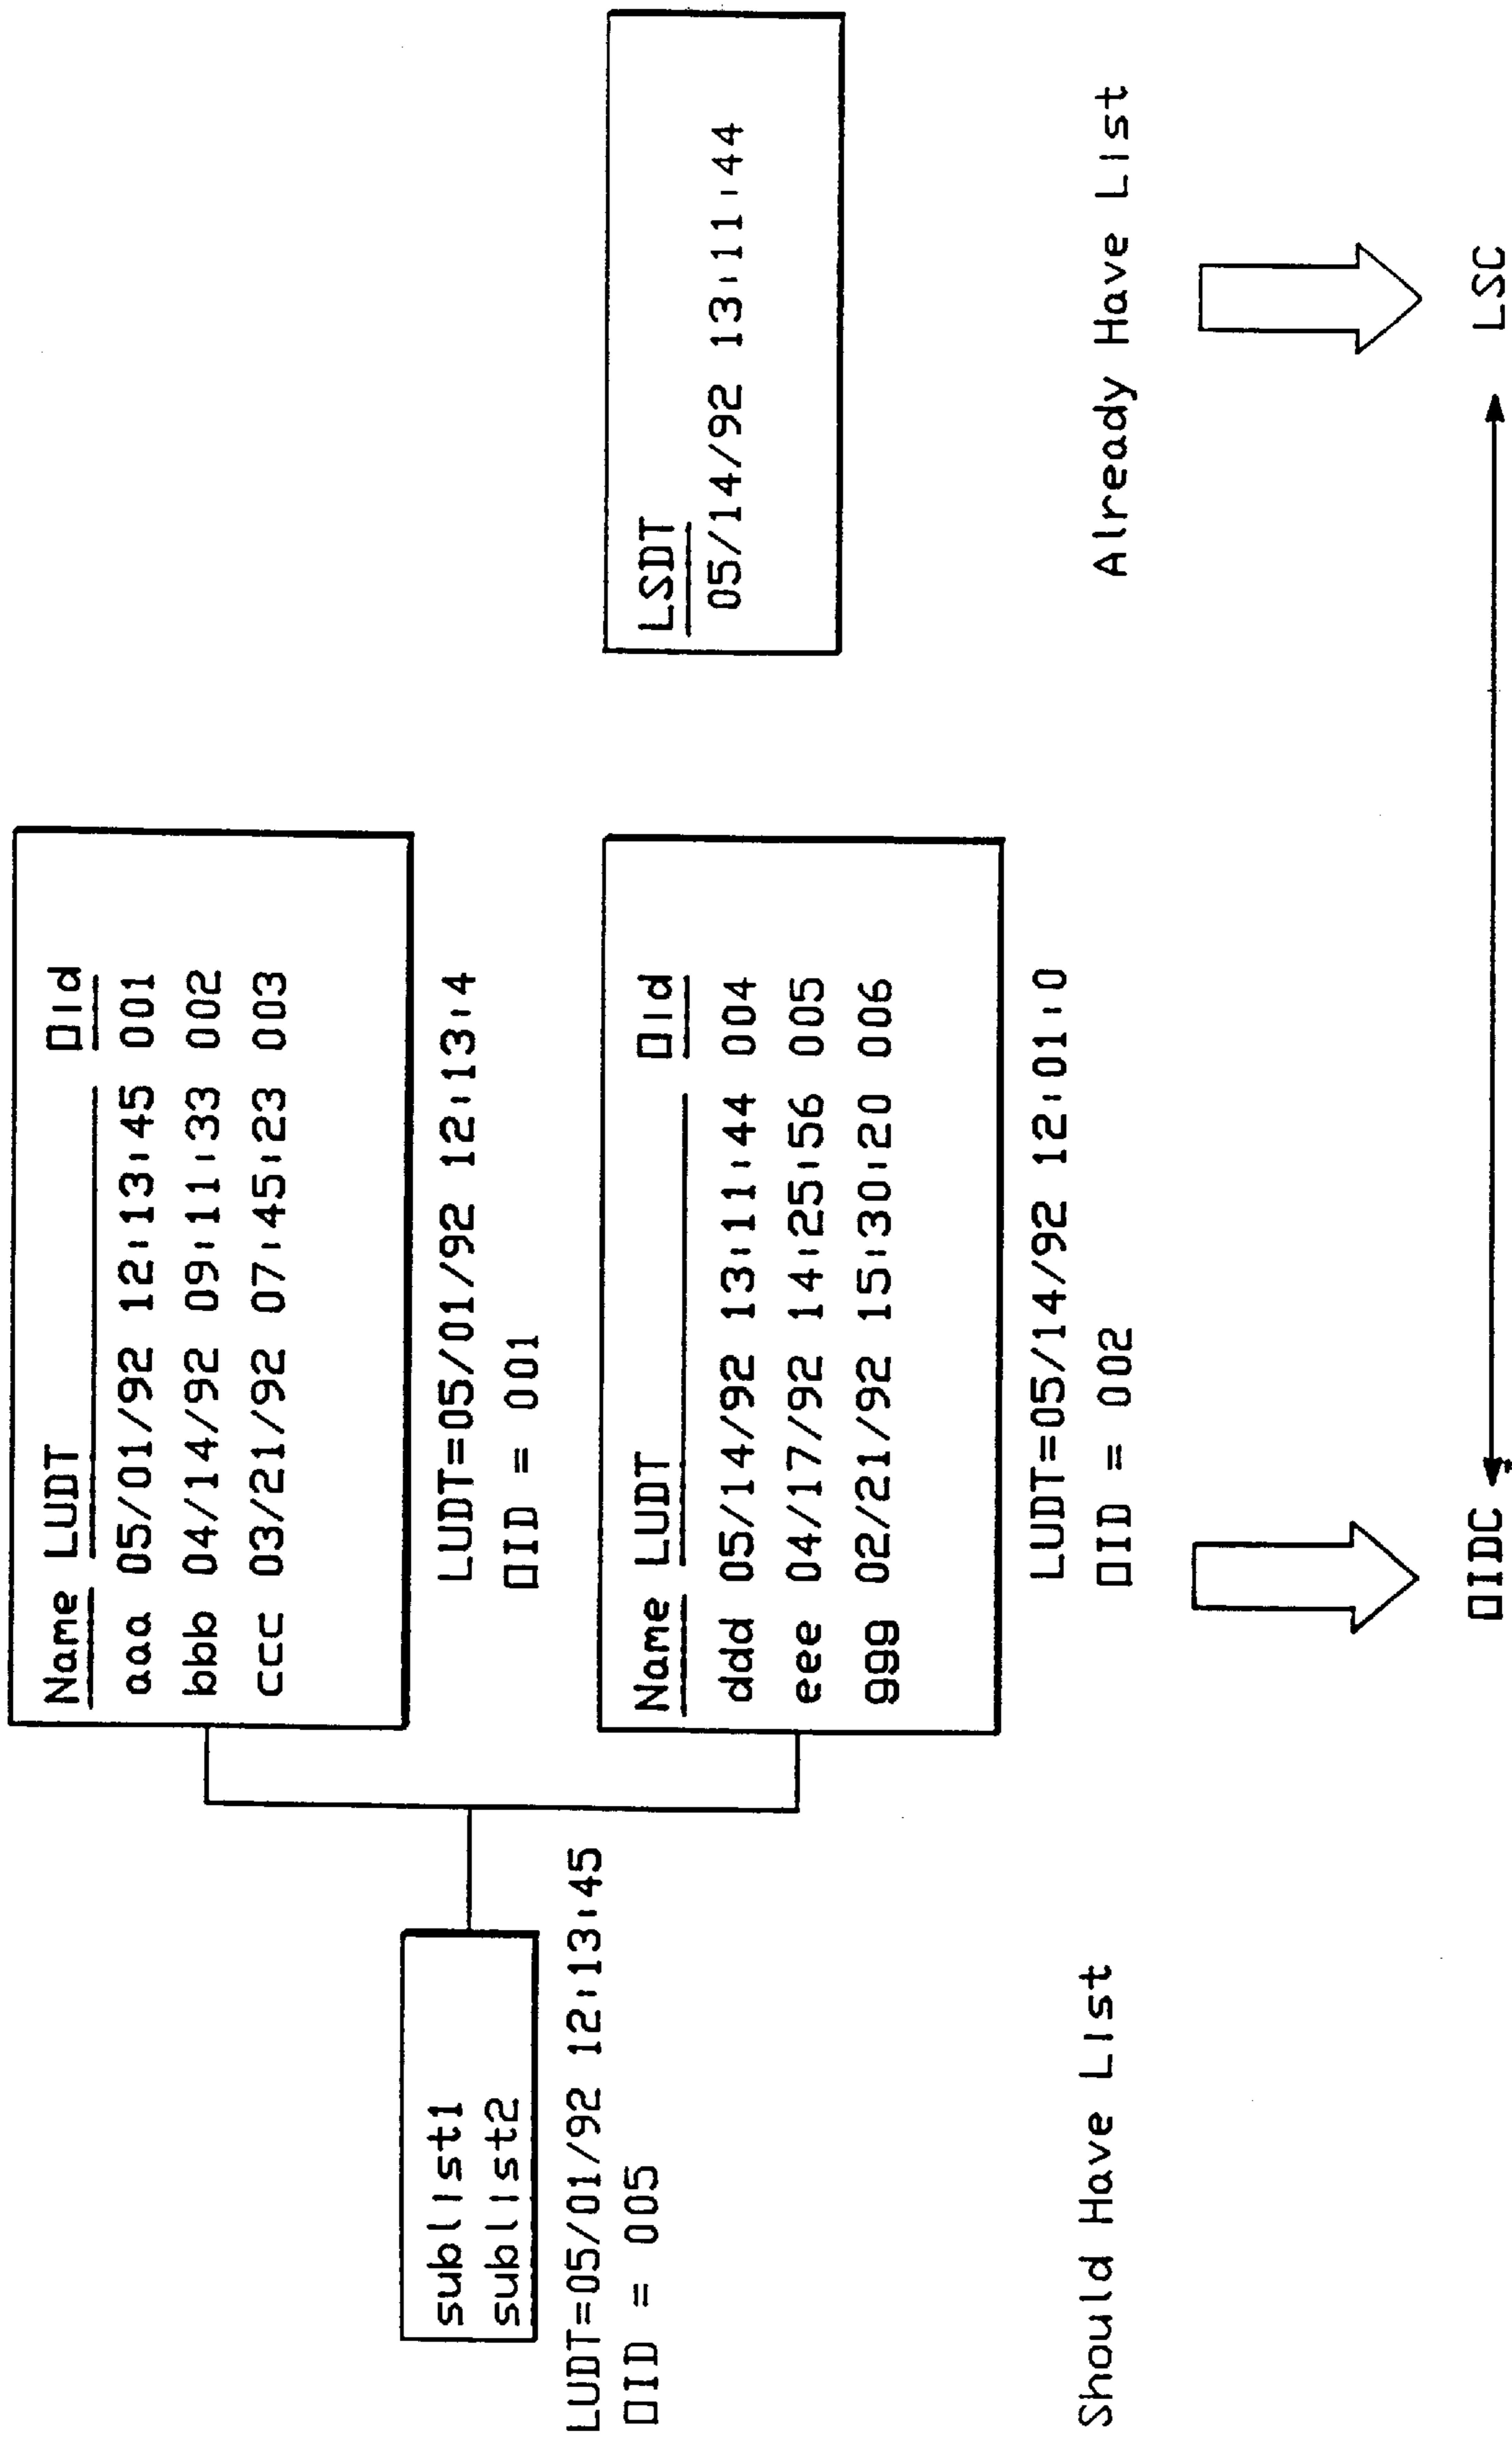 Name LUDT Oid
aaa 05/01/92 12:13:45 001
bbb 04/14/92 09:11:33 002
ccc 03/21/92 07:45:23 003
LUDT=05/01/92 12:13:4
OID = 001
sublist1
sublist2
LUDT=05/01/92 12:13:45
OID = 005
Name LUDT Oid
ddd 05/14/92 13:11:44 004
eee 04/17/92 14:25:56 005
ggg 02/21/92 15:30:20 006
LUDT=05/14/92 12:01:0
OID = 002
LSDT
05/14/92 13:11:44
Should Have List
Already Have List
OIDC
LSC